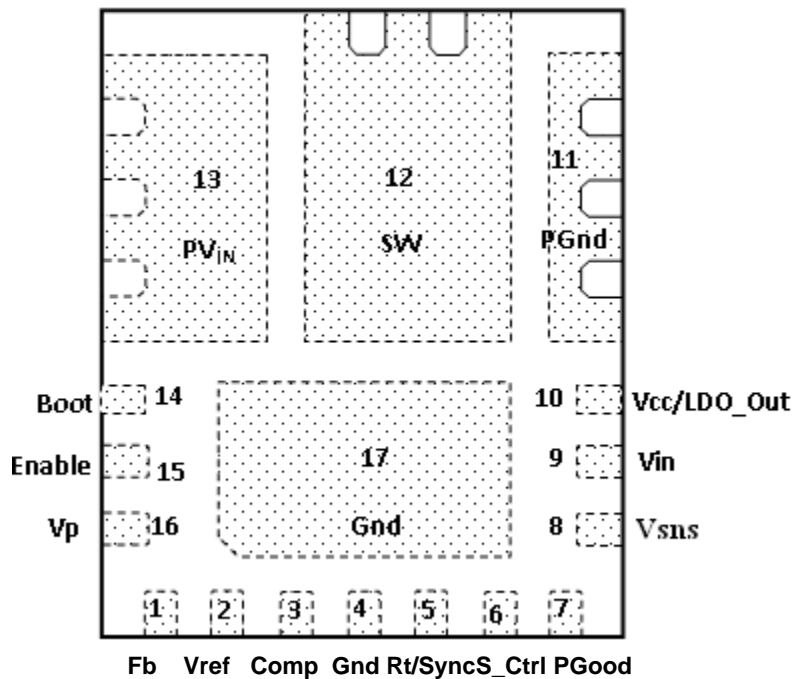 13
12
11
PVIN
SW
PGnd
Boot 14
10 Vcc/LDO_Out
Enable 15
17
9 Vin
Vp 16
Gnd
8 Vsns
1 2 3 4 5 6 7
Fb Vref Comp Gnd Rt/SyncS_Ctrl PGood